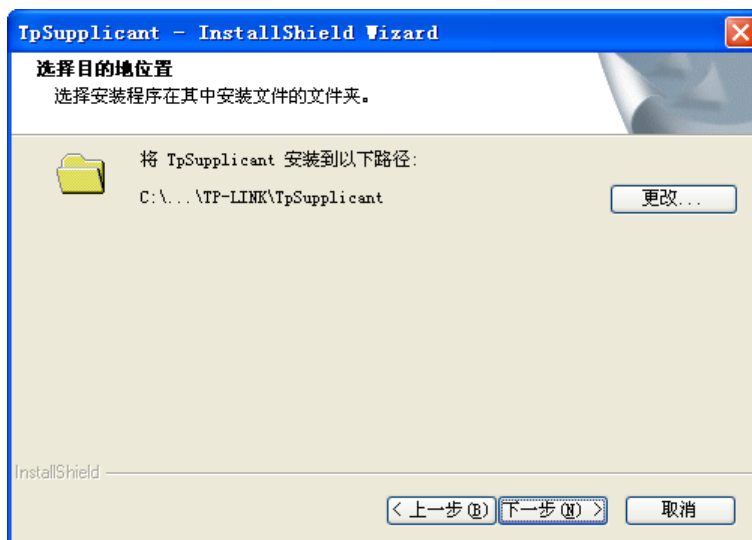 TpSupplicant - InstallShield Wizard
选择目的地位置
选择安装程序在其中安装文件的文件夹。
将 TpSupplicant 安装到以下路径:
C:\...\TP-LINK\TpSupplicant
更改...
InstallShield
< 上一步(B) 下一步(N) > 取消